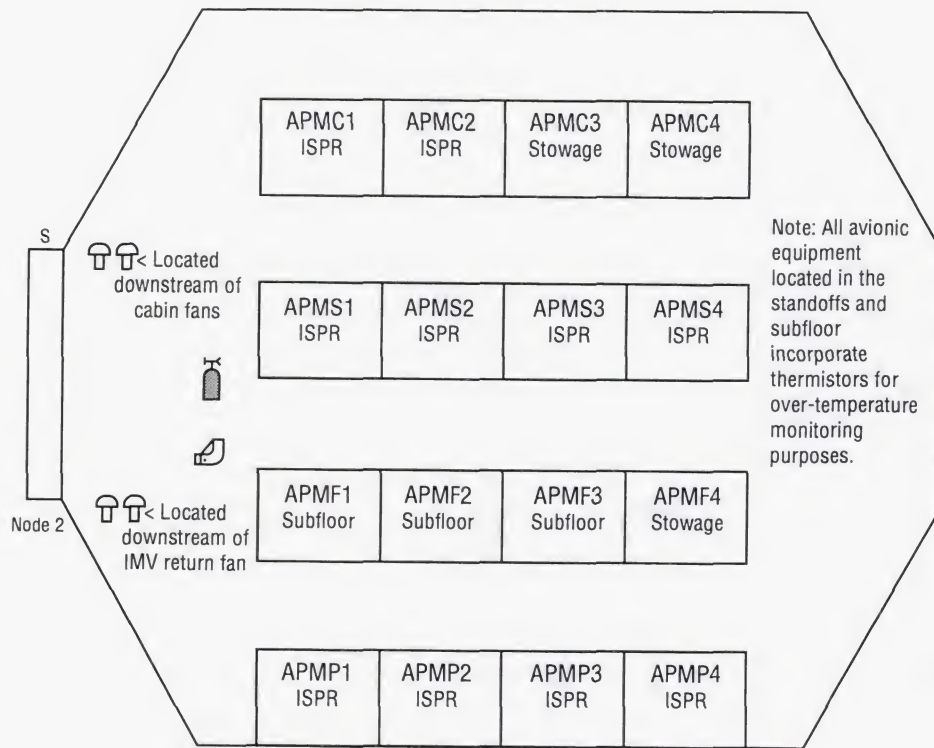 APMC1
ISPR
APMC2
ISPR
APMC3
Stowage
APMC4
Stowage
S
< Located
downstream of
cabin fans
Note: All avionic
equipment
located in the
standoffs and
subfloor
incorporate
thermistors for
over-temperature
monitoring
purposes.
APMS1
ISPR
APMS2
ISPR
APMS3
ISPR
APMS4
ISPR
Node 2
< Located
downstream of
IMV return fan
APMF1
Subfloor
APMF2
Subfloor
APMF3
Subfloor
APMF4
Stowage
APMP1
ISPR
APMP2
ISPR
APMP3
ISPR
APMP4
ISPR